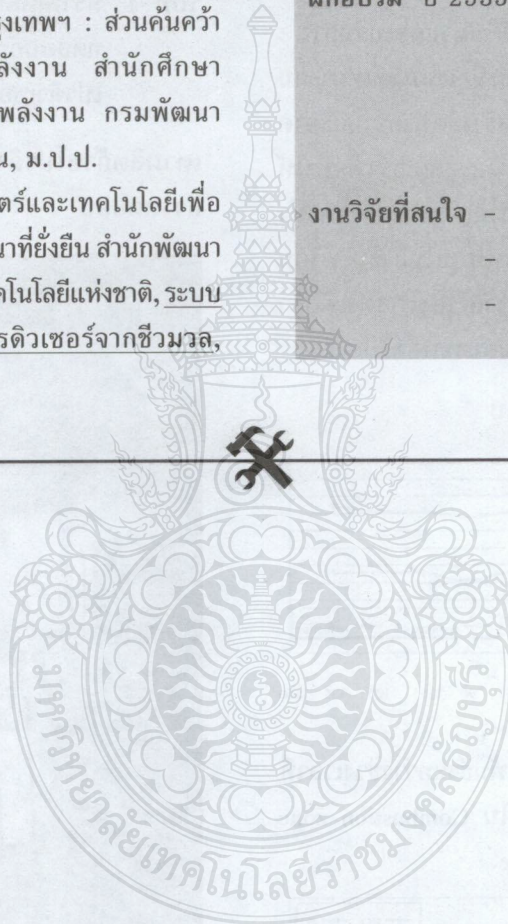 ุงเทพฯ : ส่วนค้นคว้า
ลังงาน สำนักศึกษา
พลังงาน กรมพัฒนา
น, ม.ป.ป.
ตร์และเทคโนโลยีเพื่อ
นาที่ยั่งยืน สำนักพัฒนา
คโนโลยีแห่งชาติ, ระบบ
รดิวเซอร์จากชีวมวล,
งานวิจัยที่สนใจ -
-
-
มหาวิทยาลัยเทคโนโลยีราชมงคลธัญบุรี